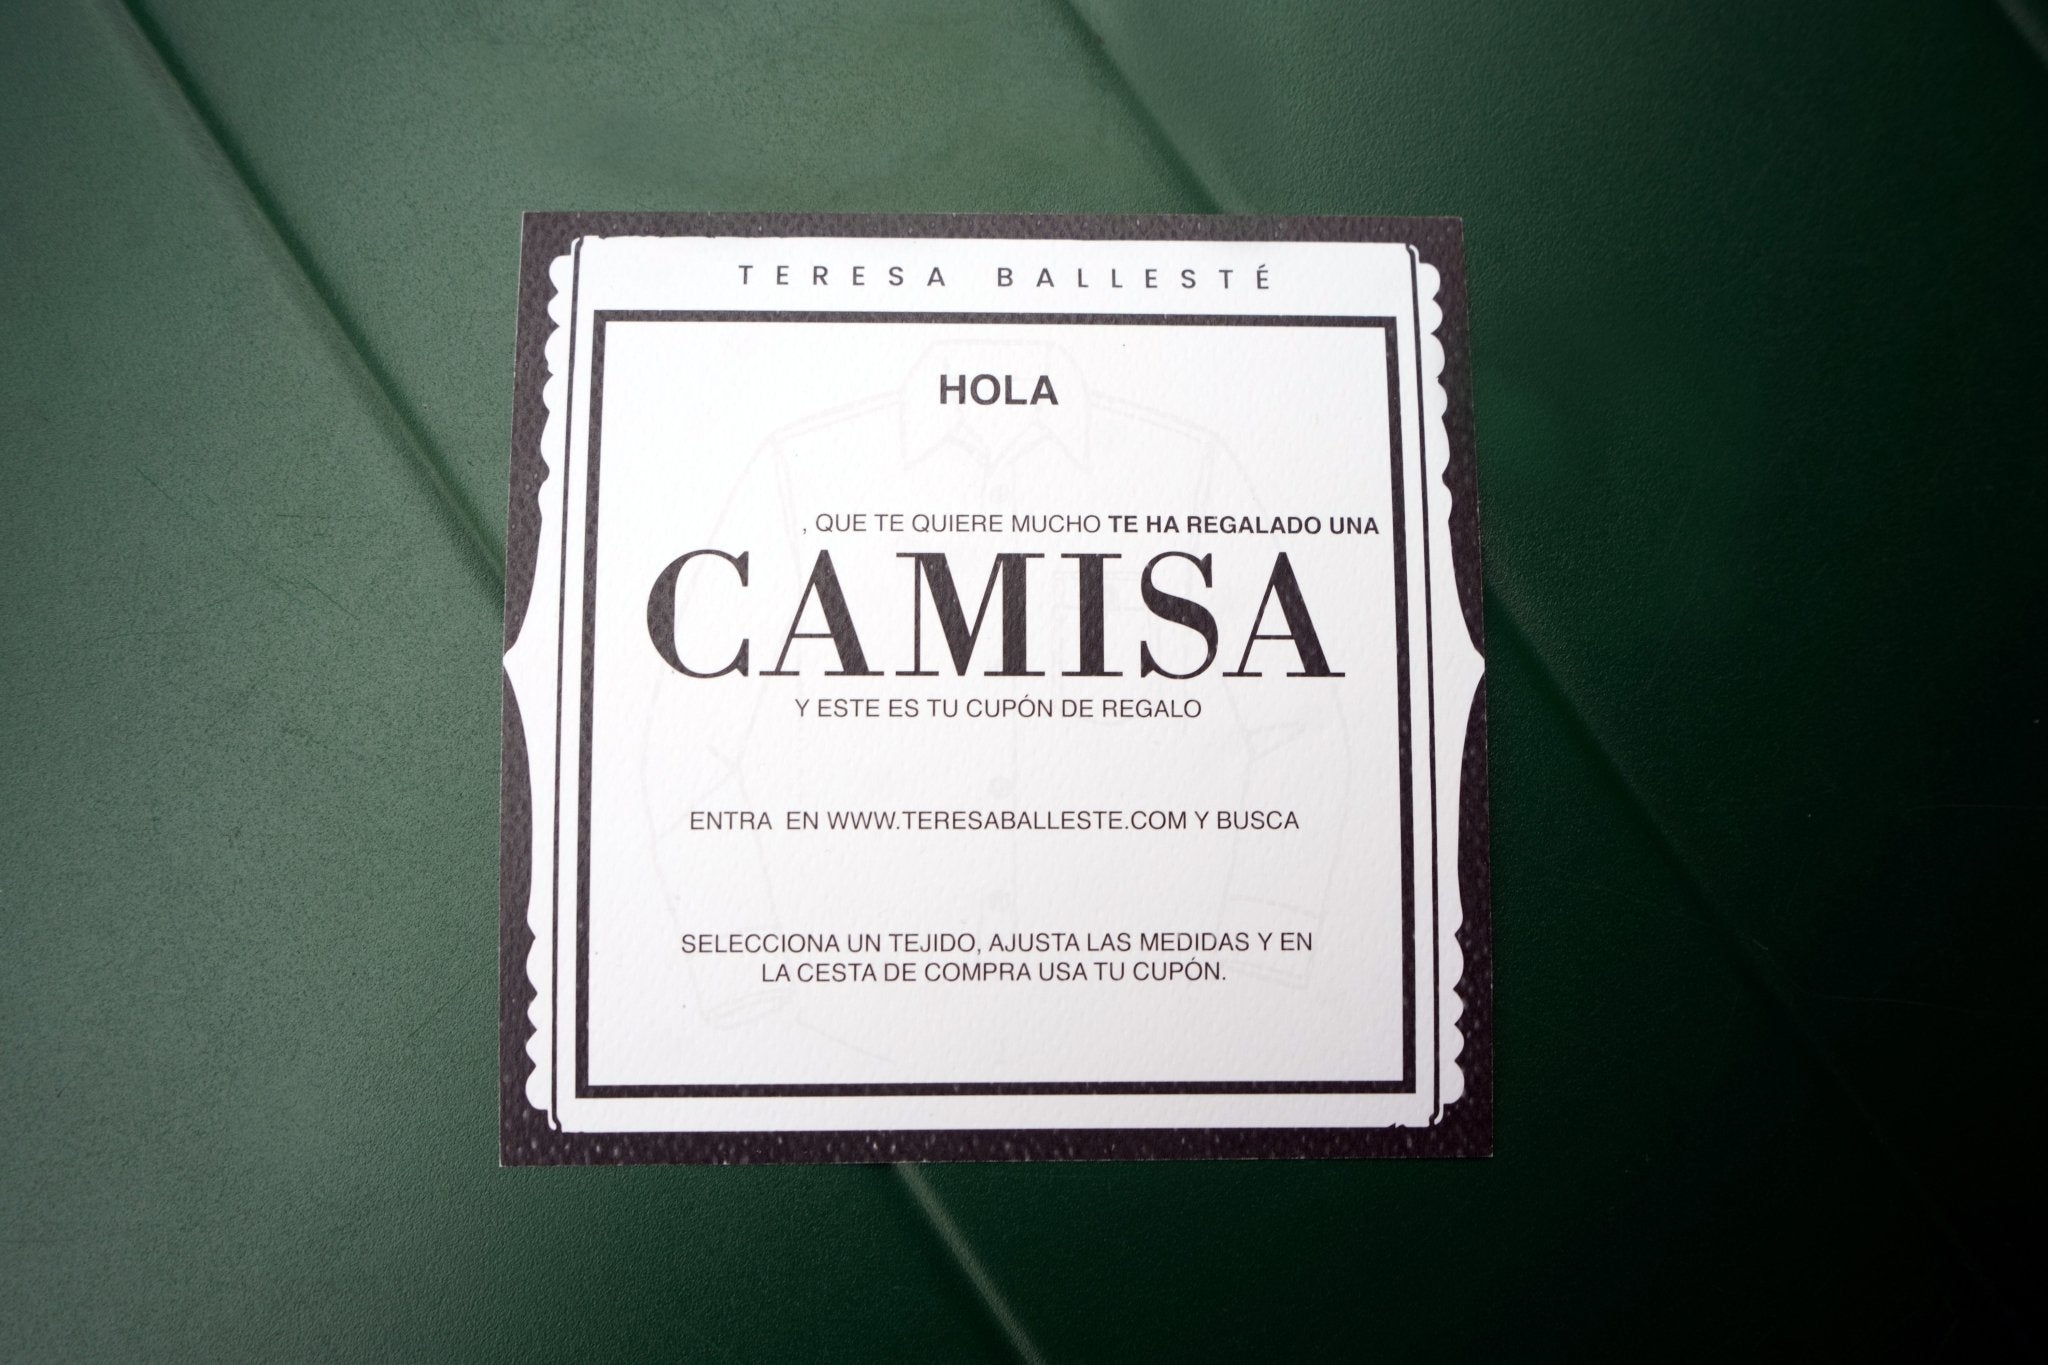 TERESA BALLESTÉ
HOLA
, QUE TE QUIERE MUCHO TE HA REGALADO UNA
CAMISA
Y ESTE ES TU CUPÓN DE REGALO
ENTRA EN WWW.TERESABALLESTE.COM Y BUSCA
SELECCIONA UN TEJIDO, AJUSTA LAS MEDIDAS Y EN
LA CESTA DE COMPRA USA TU CUPÓN.